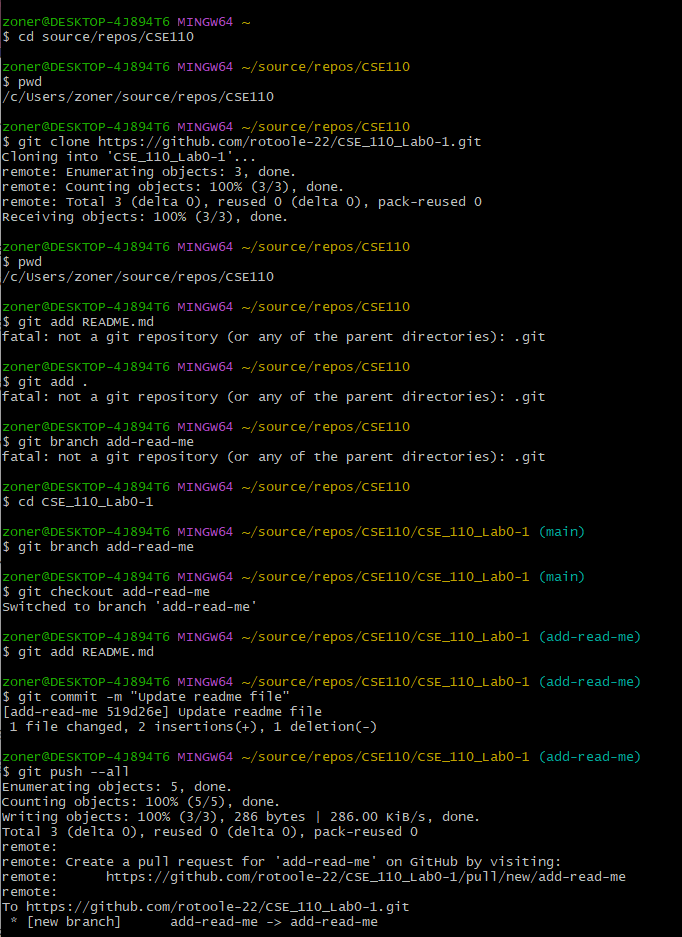 zoner@DESKTOP-4J894T6 MINGW64 ~
$ cd source/repos/CSE110
zoner@DESKTOP-4J894T6 MINGW64 ~/source/repos/CSE110
$ pwd
/c/Users/zoner/source/repos/CSE110
zoner@DESKTOP-4J894T6 MINGW64 ~/source/repos/CSE110
$ git clone https://github.com/rotoole-22/CSE_110_Lab0-1.git
Cloning into 'CSE_110_Lab0-1'...
remote: Enumerating objects: 3, done.
remote: Counting objects: 100% (3/3), done.
remote: Total 3 (delta 0), reused 0 (delta 0), pack-reused 0
Receiving objects: 100% (3/3), done.
zoner@DESKTOP-4J894T6 MINGW64 ~/source/repos/CSE110
$ pwd
/c/Users/zoner/source/repos/CSE110
zoner@DESKTOP-4J894T6 MINGW64 ~/source/repos/CSE110
$ git add README.md
fatal: not a git repository (or any of the parent directories): .git
zoner@DESKTOP-4J894T6 MINGW64 ~/source/repos/CSE110
$ git add .
fatal: not a git repository (or any of the parent directories): .git
zoner@DESKTOP-4J894T6 MINGW64 ~/source/repos/CSE110
$ git branch add-read-me
fatal: not a git repository (or any of the parent directories): .git
zoner@DESKTOP-4J894T6 MINGW64 ~/source/repos/CSE110
$ cd CSE_110_Lab0-1
zoner@DESKTOP-4J894T6 MINGW64 ~/source/repos/CSE110/CSE_110_Lab0-1 (main)
$ git branch add-read-me
zoner@DESKTOP-4J894T6 MINGW64 ~/source/repos/CSE110/CSE_110_Lab0-1 (main)
$ git checkout add-read-me
Switched to branch 'add-read-me'
zoner@DESKTOP-4J894T6 MINGW64 ~/source/repos/CSE110/CSE_110_Lab0-1 (add-read-me)
$ git add README.md
zoner@DESKTOP-4J894T6 MINGW64 ~/source/repos/CSE110/CSE_110_Lab0-1 (add-read-me)
$ git commit -m "Update readme file"
[add-read-me 519d26e] Update readme file
 1 file changed, 2 insertions(+), 1 deletion(-)
zoner@DESKTOP-4J894T6 MINGW64 ~/source/repos/CSE110/CSE_110_Lab0-1 (add-read-me)
$ git push --all
Enumerating objects: 5, done.
Counting objects: 100% (5/5), done.
Writing objects: 100% (3/3), 286 bytes | 286.00 KiB/s, done.
Total 3 (delta 0), reused 0 (delta 0), pack-reused 0
remote:
remote: Create a pull request for 'add-read-me' on GitHub by visiting:
remote:      https://github.com/rotoole-22/CSE_110_Lab0-1/pull/new/add-read-me
remote:
To https://github.com/rotoole-22/CSE_110_Lab0-1.git
 * [new branch]      add-read-me -> add-read-me